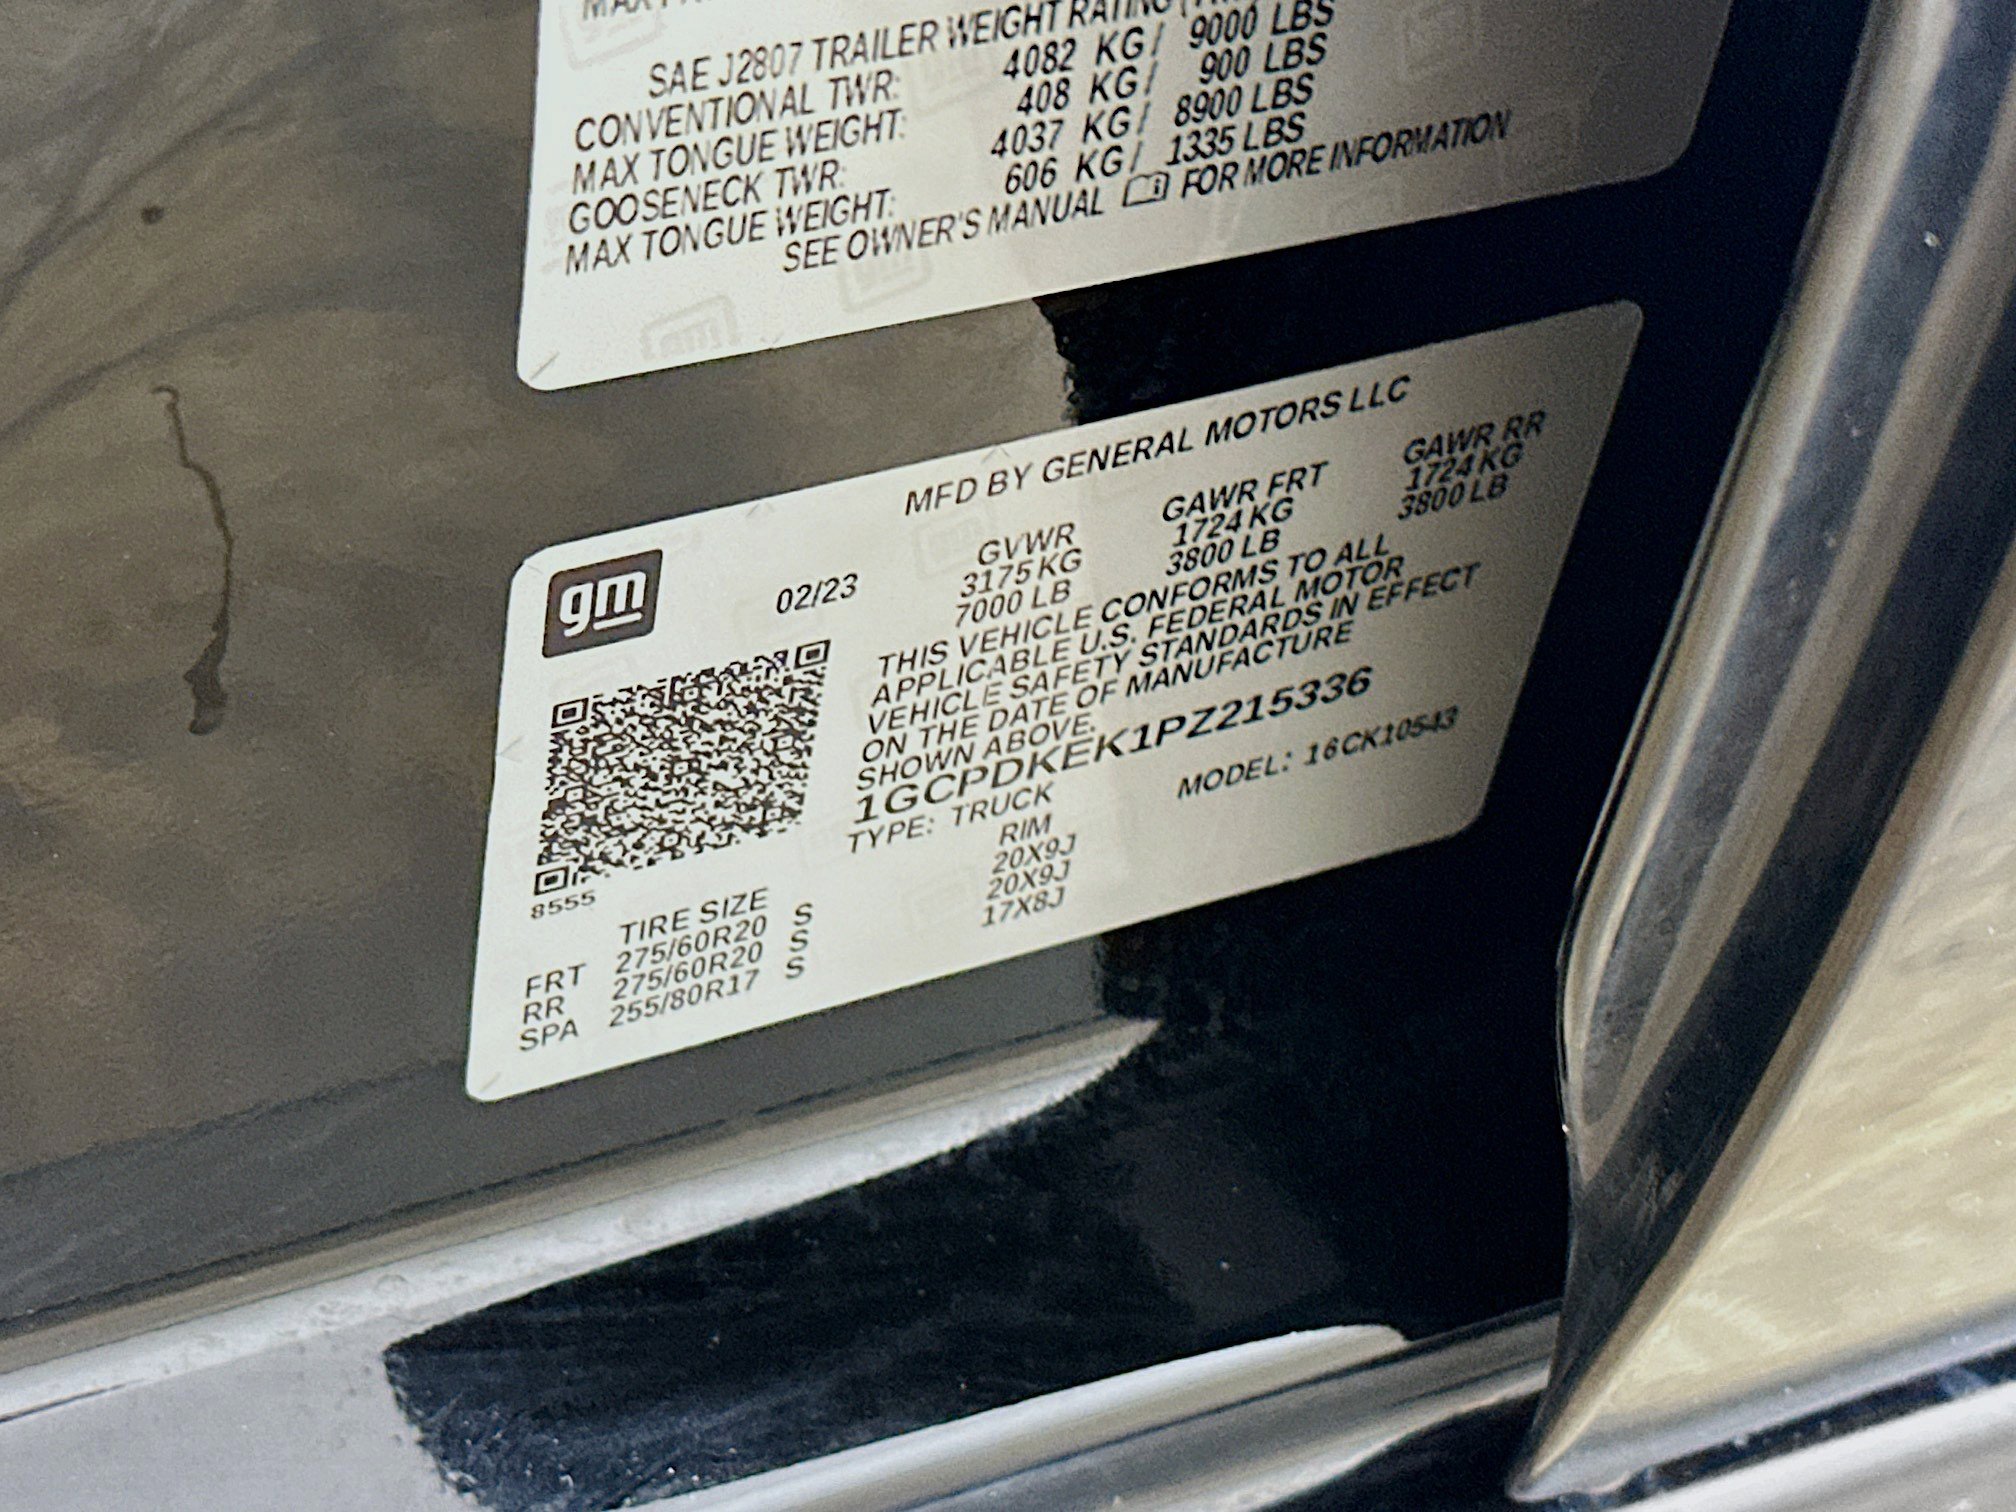 SAE J2807 TRAILER WEIGHT RATING
CONVENTIONAL TWR: 4082 KG/ 9000 LBS
MAX TONGUE WEIGHT: 408 KG/ 900 LBS
GOOSENECK TWR: 4037 KG/ 8900 LBS
MAX TONGUE WEIGHT: 606 KG/ 1335 LBS
SEE OWNER'S MANUAL FOR MORE INFORMATION
MFD BY GENERAL MOTORS LLC
gm
02/23
GVWR GAWR FRT GAWR RR
3175 KG 1724 KG 1724 KG
7000 LB 3800 LB 3800 LB
THIS VEHICLE CONFORMS TO ALL
APPLICABLE U.S. FEDERAL MOTOR
VEHICLE SAFETY STANDARDS IN EFFECT
ON THE DATE OF MANUFACTURE
SHOWN ABOVE.
1GCPDKEK1PZ215336
TYPE: TRUCK MODEL: 16CK10543
8555
TIRE SIZE RIM
FRT 275/60R20 S 20X9J
RR 275/60R20 S 20X9J
SPA 255/80R17 S 17X8J